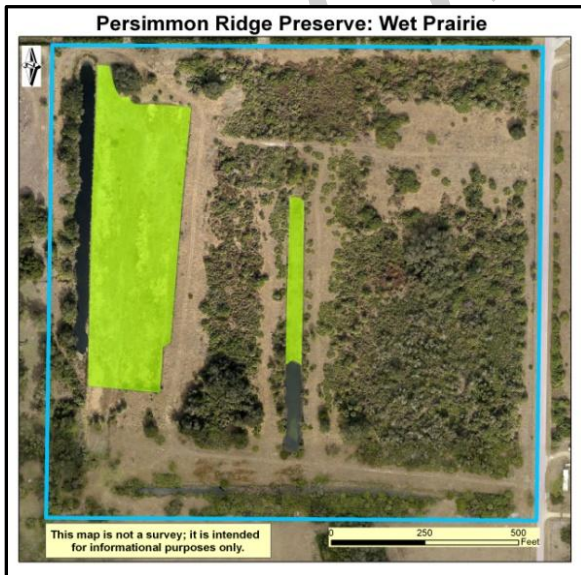 Persimmon Ridge Preserve: Wet Prairie
This map is not a survey; it is intended
for informational purposes only.
0 250 500
Feet